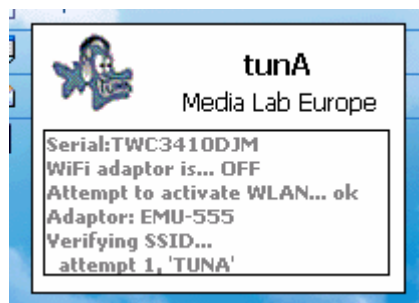 tunA
Media Lab Europe
Serial:TWC3410DJM
WiFi adaptor is... OFF
Attempt to activate WLAN... ok
Adaptor: EMU-555
Verifying SSID...
attempt 1, 'TUNA'